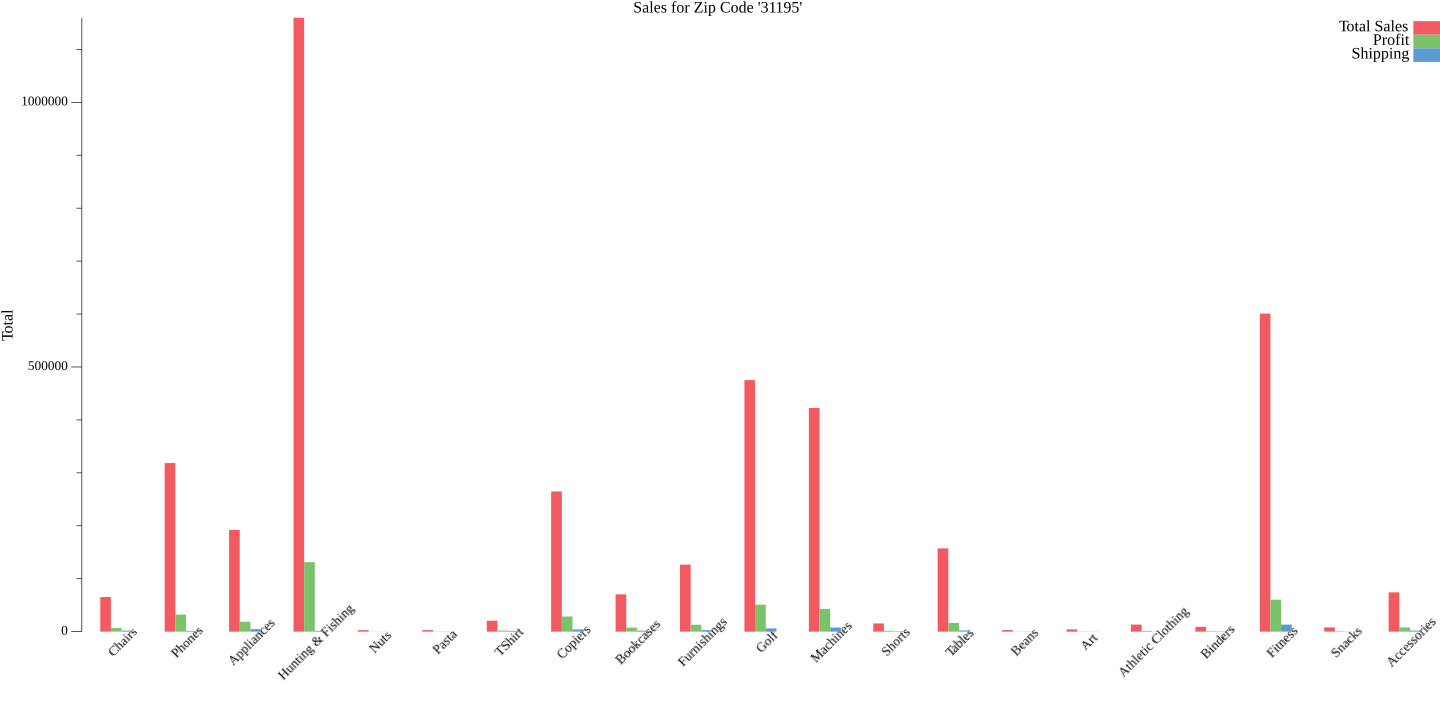 Sales for Zip Code '31195'
Total Sales
Profit
Shipping
1000000
500000
0
Total
Chairs
Phones
Appliances
Hunting & Fishing
Nuts
Pasta
TShirt
Copiers
Bookcases
Furnishings
Golf
Machines
Shorts
Tables
Beans
Art
Athletic Clothing
Binders
Fitness
Snacks
Accessories